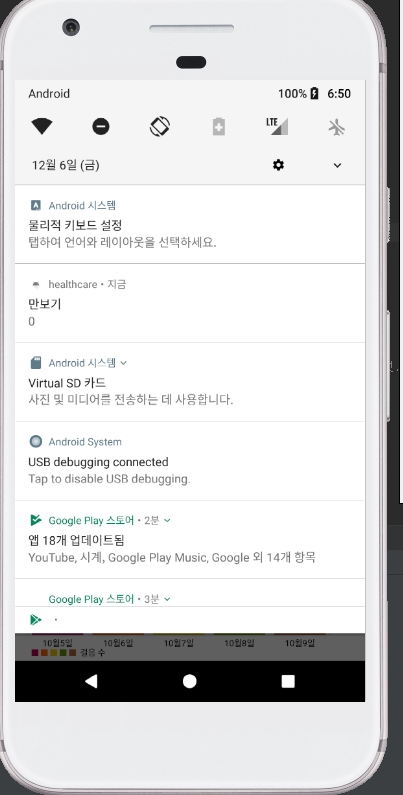 Android 100% 6:50
LTE
12월 6일 (금)
Android 시스템
물리적 키보드 설정
탭하여 언어와 레이아웃을 선택하세요.
healthcare • 지금
만보기
0
Android 시스템
Virtual SD 카드
사진 및 미디어를 전송하는 데 사용합니다.
Android System
USB debugging connected
Tap to disable USB debugging.
Google Play 스토어 • 2분
앱 18개 업데이트됨
YouTube, 시계, Google Play Music, Google 외 14개 항목
Google Play 스토어 • 3분
10월5일 10월6일 10월7일 10월8일 10월9일
걸음 수